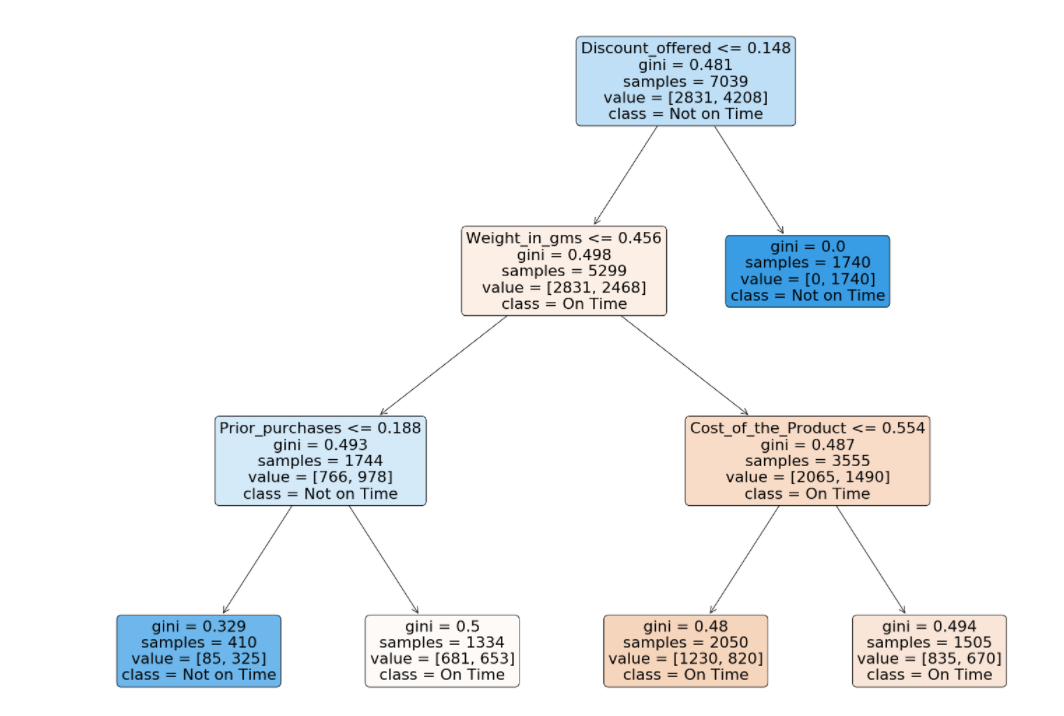 Discount_offered <= 0.148
gini = 0.481
samples = 7039
value = [2831, 4208]
class = Not on Time
Weight_in_gms <= 0.456
gini = 0.498
samples = 5299
value = [2831, 2468]
class = On Time
gini = 0.0
samples = 1740
value = [0, 1740]
class = Not on Time
Prior_purchases <= 0.188
gini = 0.493
samples = 1744
value = [766, 978]
class = Not on Time
Cost_of_the_Product <= 0.554
gini = 0.487
samples = 3555
value = [2065, 1490]
class = On Time
gini = 0.329
samples = 410
value = [85, 325]
class = Not on Time
gini = 0.5
samples = 1334
value = [681, 653]
class = On Time
gini = 0.48
samples = 2050
value = [1230, 820]
class = On Time
gini = 0.494
samples = 1505
value = [835, 670]
class = On Time